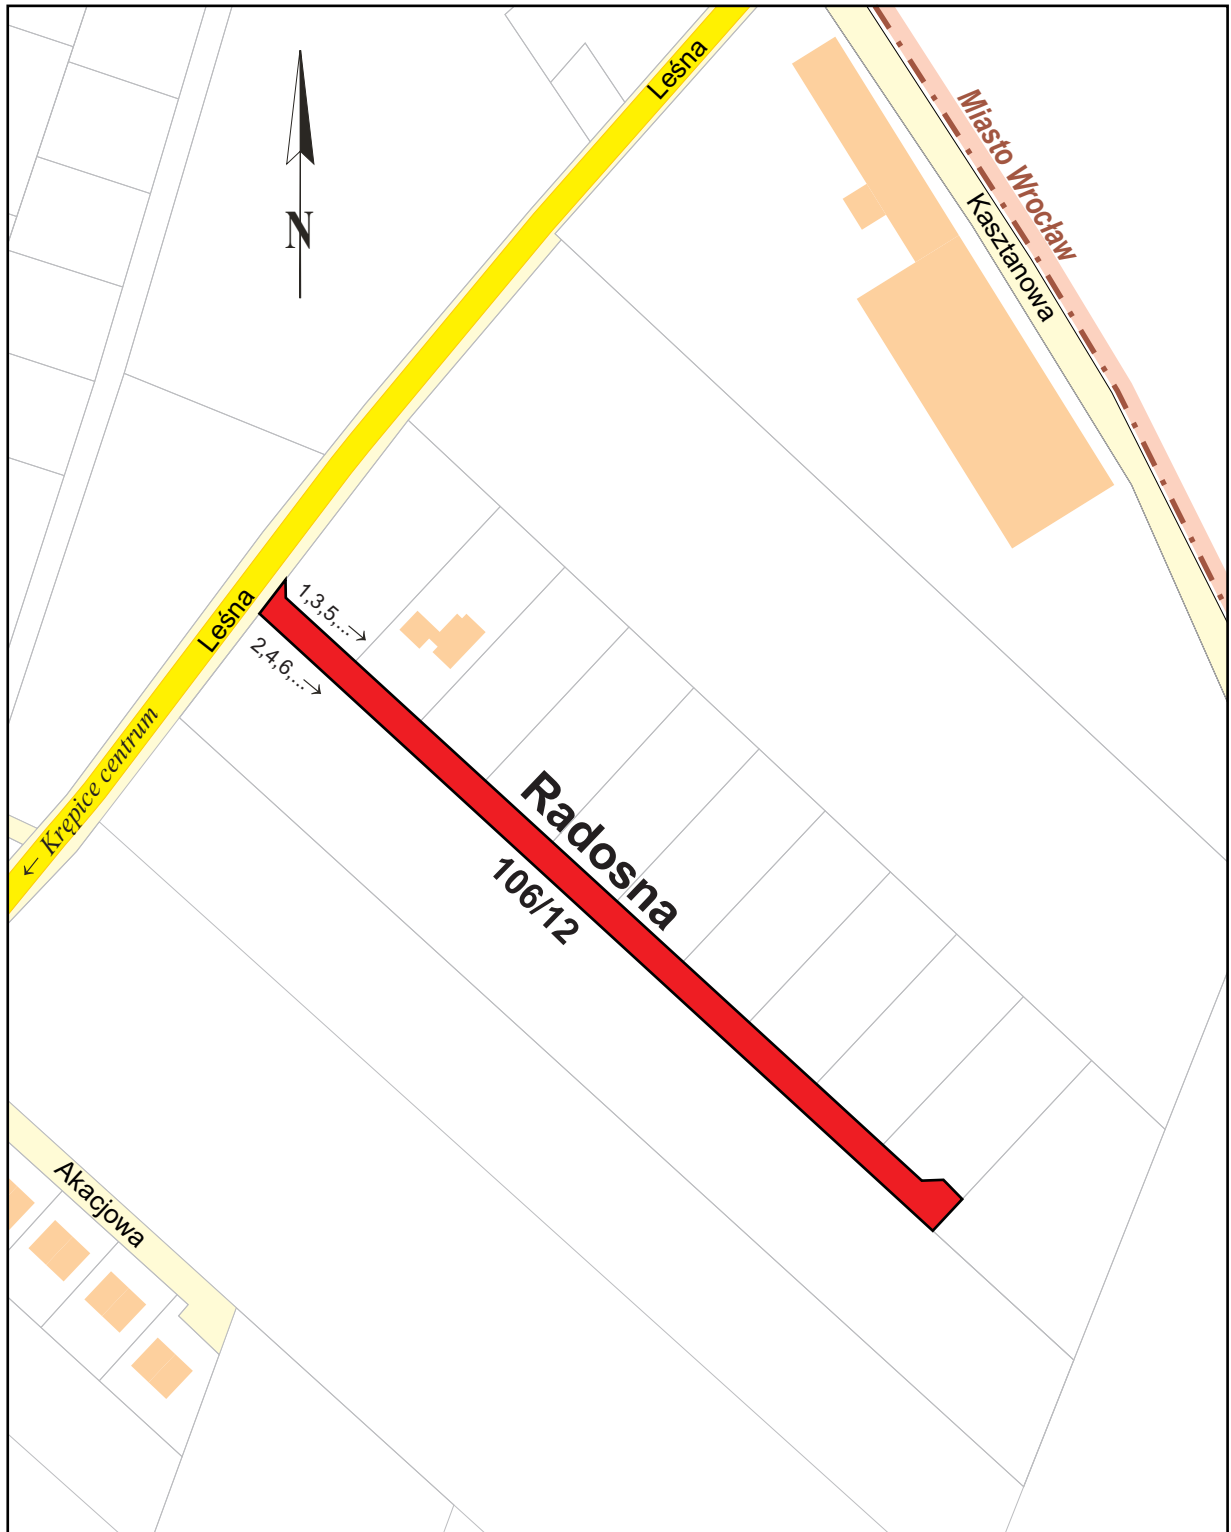 Leśna
Miasto Wrocław
Kasztanowa
N
1,3,5,...→
Leśna
2,4,6,...→
← Krępice centrum
Radosna
106/12
Akacjowa